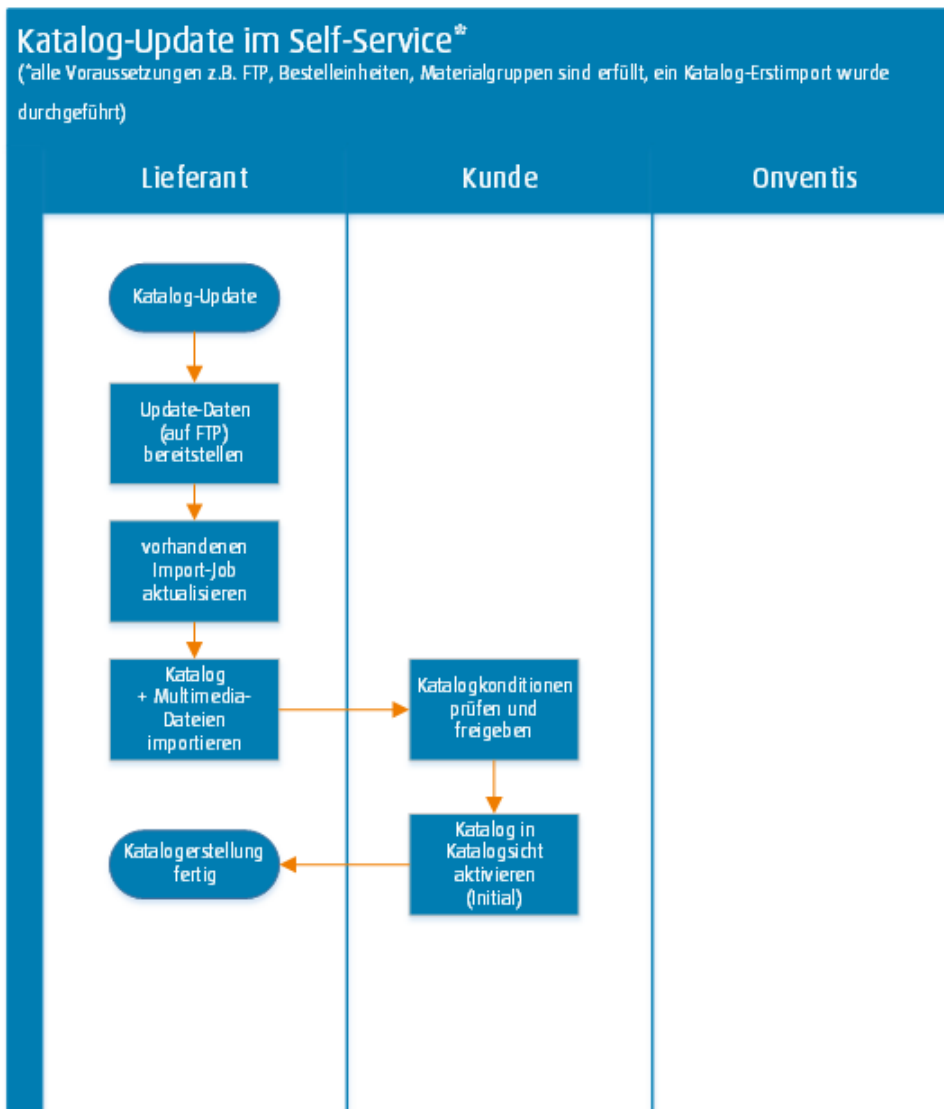 Katalog-Update im Self-Service*
(*alle Voraussetzungen z.B. FTP, Bestelleinheiten, Materialgruppen sind erfüllt, ein Katalog-Erstimport wurde
durchgeführt)
Lieferant
Kunde
Onventis
Katalog-Update
Update-Daten
(auf FTP)
bereitstellen
vorhandenen
Import-Job
aktualisieren
Katalog
+ Multimedia-
Dateien
importieren
Katalogkonditionen
prüfen und
freigeben
Katalog in
Katalogsicht
aktivieren
(Initial)
Katalogerstellung
fertig